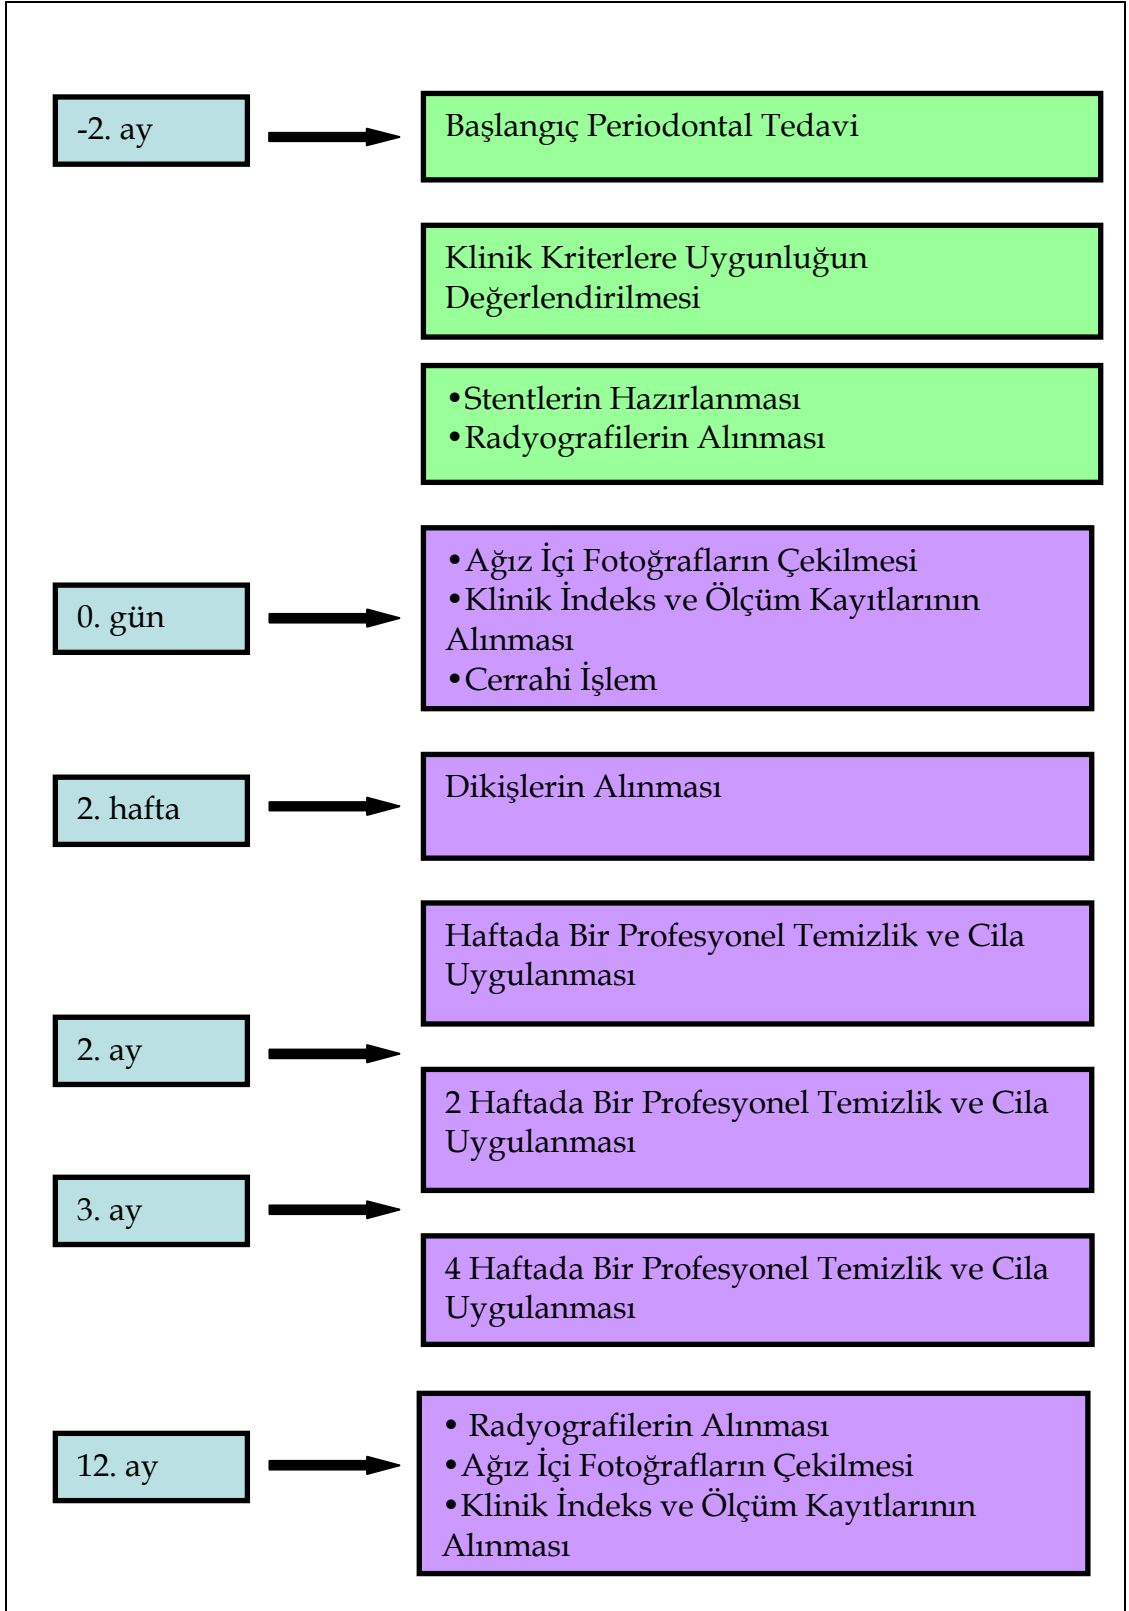 -2. ay
Başlangıç Periodontal Tedavi
Klinik Kriterlere Uygunluğun
Değerlendirilmesi
•Stentlerin Hazırlanması
•Radyografilerin Alınması
0. gün
•Ağız İçi Fotoğrafların Çekilmesi
•Klinik İndeks ve Ölçüm Kayıtlarının
Alınması
•Cerrahi İşlem
2. hafta
Dikişlerin Alınması
Haftada Bir Profesyonel Temizlik ve Cila
Uygulanması
2. ay
2 Haftada Bir Profesyonel Temizlik ve Cila
Uygulanması
3. ay
4 Haftada Bir Profesyonel Temizlik ve Cila
Uygulanması
12. ay
• Radyografilerin Alınması
•Ağız İçi Fotoğrafların Çekilmesi
•Klinik İndeks ve Ölçüm Kayıtlarının
Alınması